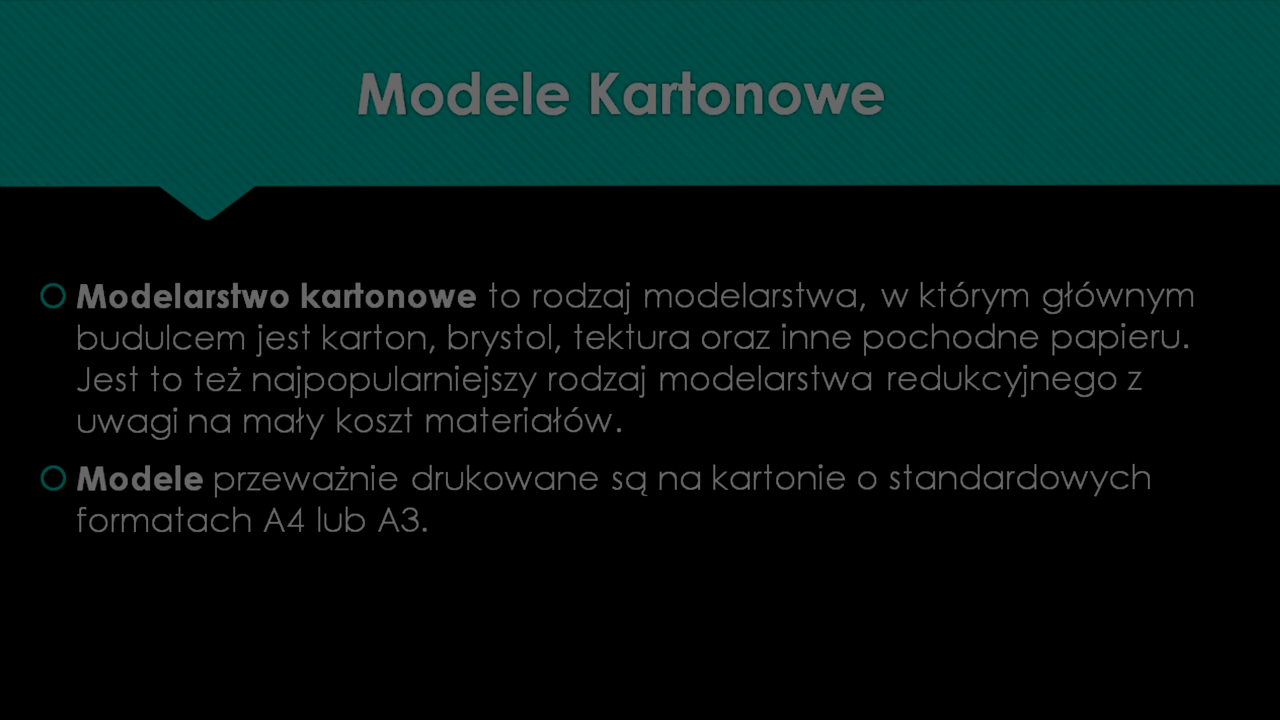 Modele Kartonowe
Modelarstwo kartonowe to rodzaj modelarstwa, w którym głównym
budulcem jest karton, brystol, tektura oraz inne pochodne papieru.
Jest to też najpopularniejszy rodzaj modelarstwa redukcyjnego z
uwagi na mały koszt materiałów.
Modele przeważnie drukowane są na kartonie o standardowych
formatach A4 lub A3.